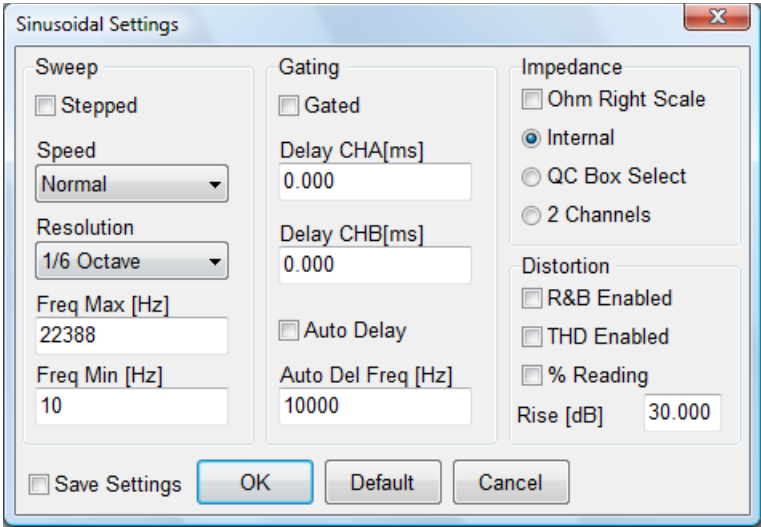 Sinusoidal Settings
Sweep
Stepped
Speed
Normal
Resolution
1/6 Octave
Freq Max [Hz]
22388
Freq Min [Hz]
10
Gating
Gated
Delay CHA[ms]
0.000
Delay CHB[ms]
0.000
Auto Delay
Auto Del Freq [Hz]
10000
Impedance
Ohm Right Scale
Internal
QC Box Select
2 Channels
Distortion
R&B Enabled
THD Enabled
% Reading
Rise [dB] 30.000
Save Settings OK Default Cancel